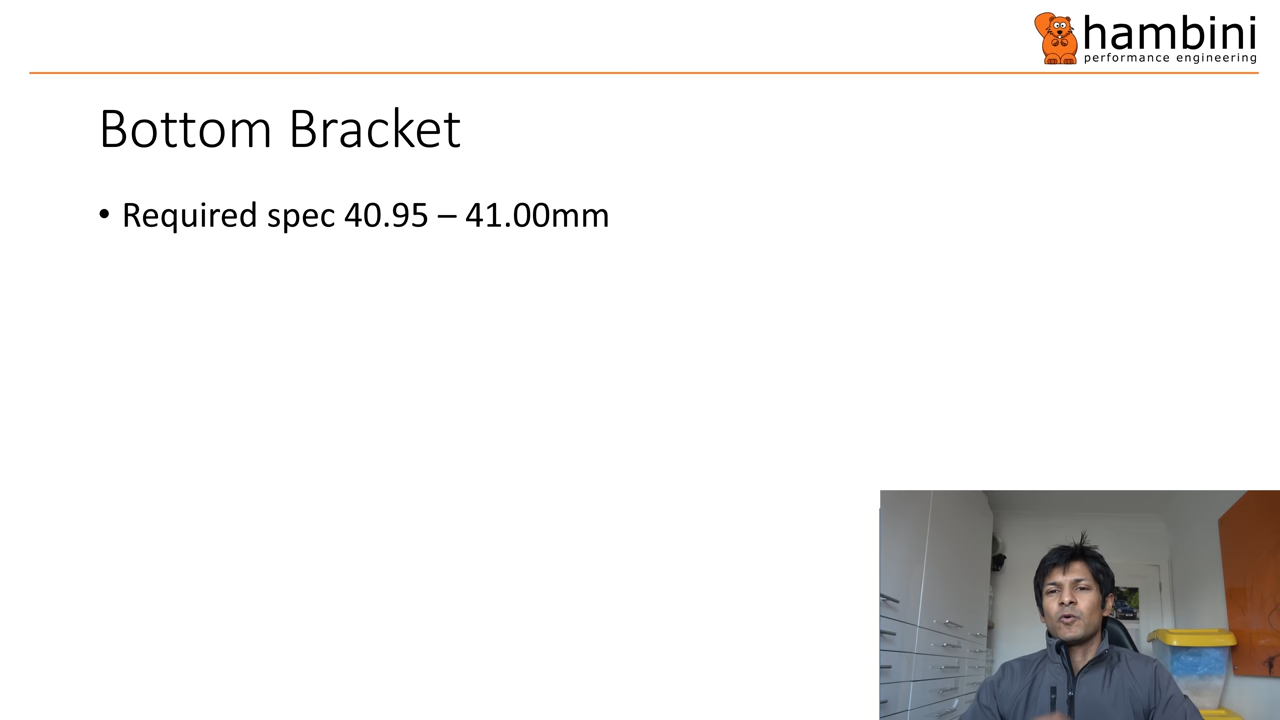 hambini
performance engineering
Bottom Bracket
• Required spec 40.95 – 41.00mm